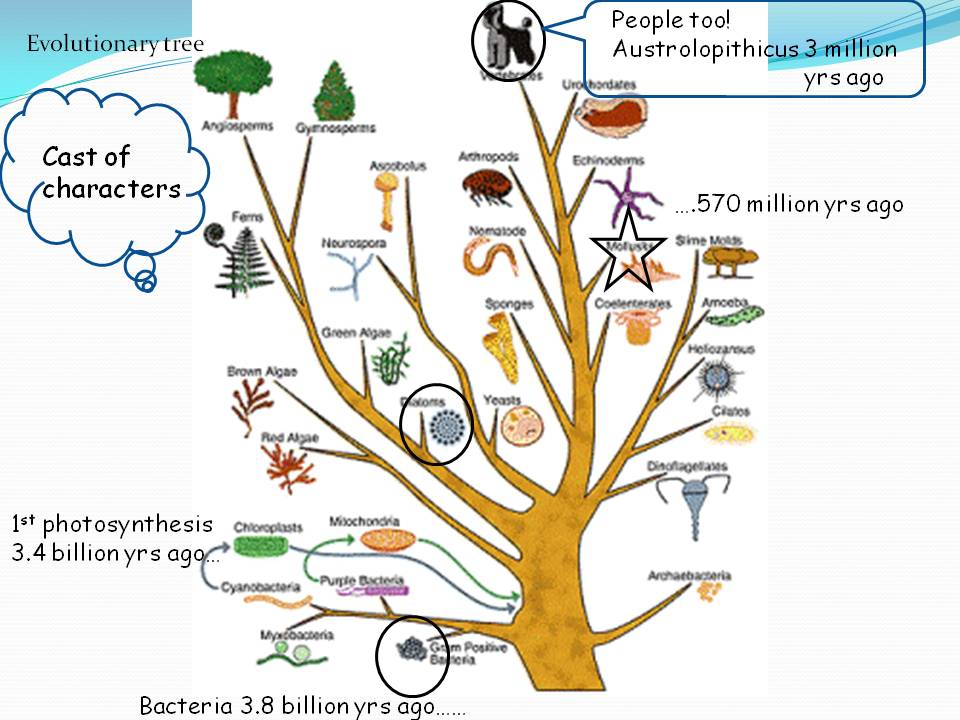 People too!
Austrolopithicus 3 million
yrs ago
Evolutionary tree
Vertebrates
Urochordates
Angiosperms
Gymnosperms
Cast of
characters
Ascobolus
Arthropods
Echinoderms
….570 million yrs ago
Ferns
Neurospora
Nematode
Mollusks
Slime Molds
Sponges
Coelenterates
Amoeba
Green Algae
Heliozansus
Brown Algae
Diatoms
Yeasts
Ciliates
Red Algae
Dinoflagellates
1st photosynthesis
3.4 billion yrs ago…
Chloroplasts
Mitochondria
Cyanobacteria
Purple Bacteria
Archaebacteria
Myxobacteria
Gram Positive
Bacteria
Bacteria 3.8 billion yrs ago……